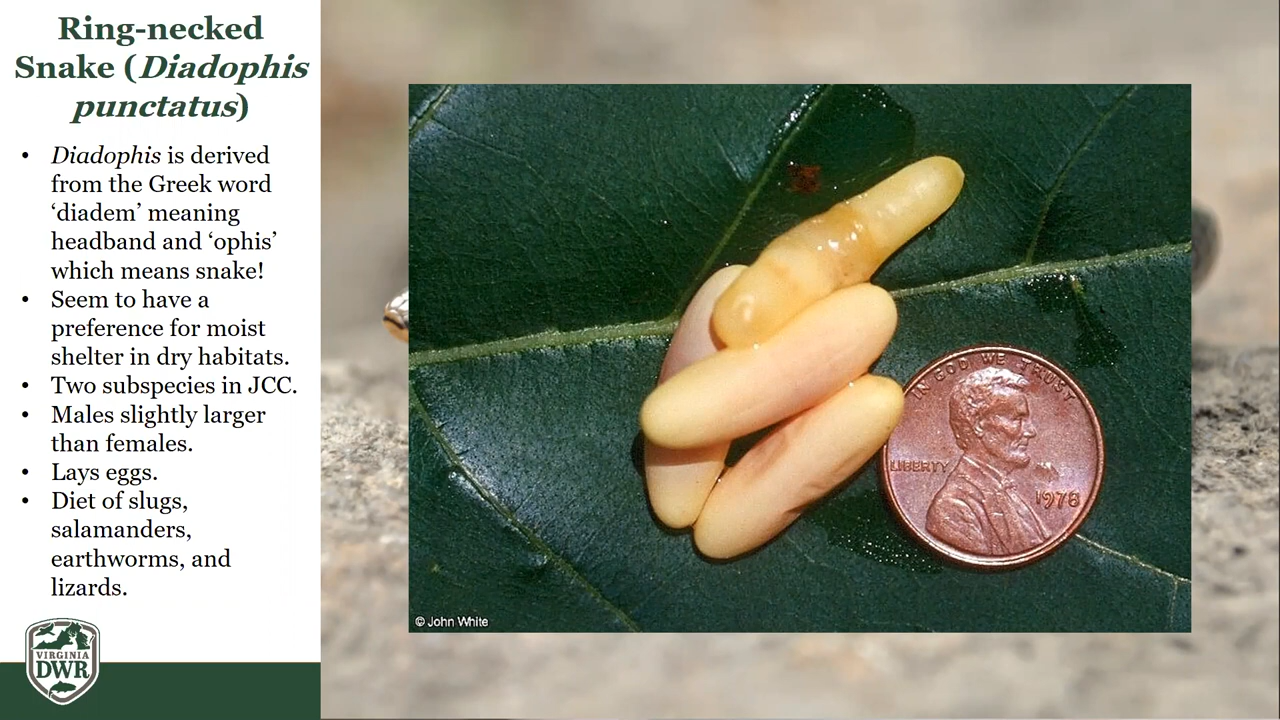 Ring-necked
Snake (Diadophis
punctatus)
• Diadophis is derived
from the Greek word
‘diadem’ meaning
headband and ‘ophis’
which means snake!
• Seem to have a
preference for moist
shelter in dry habitats.
• Two subspecies in JCC.
• Males slightly larger
than females.
• Lays eggs.
• Diet of slugs,
salamanders,
earthworms, and
lizards.
VIRGINIA
DWR
IN GOD WE TRUST
LIBERTY
1978
© John White